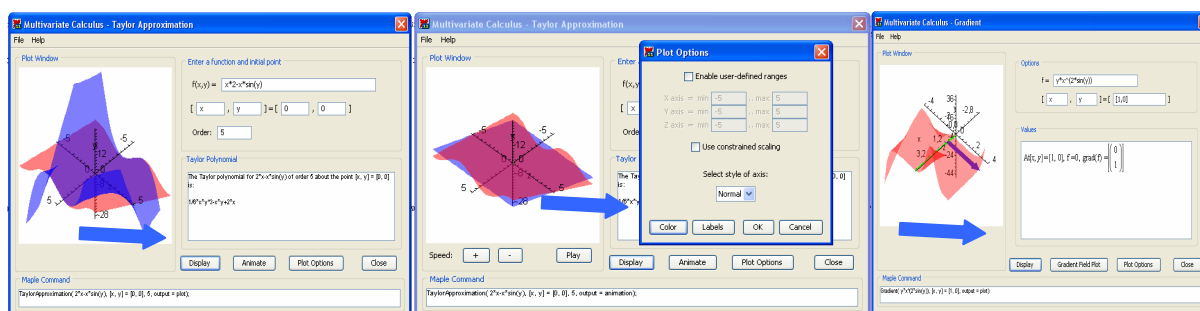 Multivariate Calculus - Taylor Approximation
File Help
Plot Window
Enter a function and initial point
f(x,y) = x*2-x*sin(y)
[ x , y ]=[ 0 , 0 ]
Order: 5
Taylor Polynomial
The Taylor polynomial for 2*x-x*sin(y) of order 5 about the point [x, y] = [0, 0]
is:
1/6*x*y^3-x*y+2*x
Display Animate Plot Options Close
Maple Command
TaylorApproximation( 2*x-x*sin(y), [x, y] = [0, 0], 5, output = plot);
Multivariate Calculus - Taylor Approximation
File Help
Plot Window
Speed: + - Play
Display Animate Plot Options Close
Maple Command
TaylorApproximation( 2*x-x*sin(y), [x, y] = [0, 0], 5, output = animation);
Plot Options
Enable user-defined ranges
X axis = min -5 .. max 5
Y axis = min -5 .. max 5
Z axis = min -5 .. max 5
Use constrained scaling
Select style of axis:
Normal
Color Labels OK Cancel
Multivariate Calculus - Gradient
File Help
Plot Window
Options
f = y*x^(2*sin(y))
[ x , y ]=[ [1,0] ]
Values
At[x, y]=[1, 0], f=0, grad(f)= 0
1
Display Gradient Field Plot Plot Options Close
Maple Command
Gradient( y*x^(2*sin(y)), [x, y] = [1, 0], output = plot)